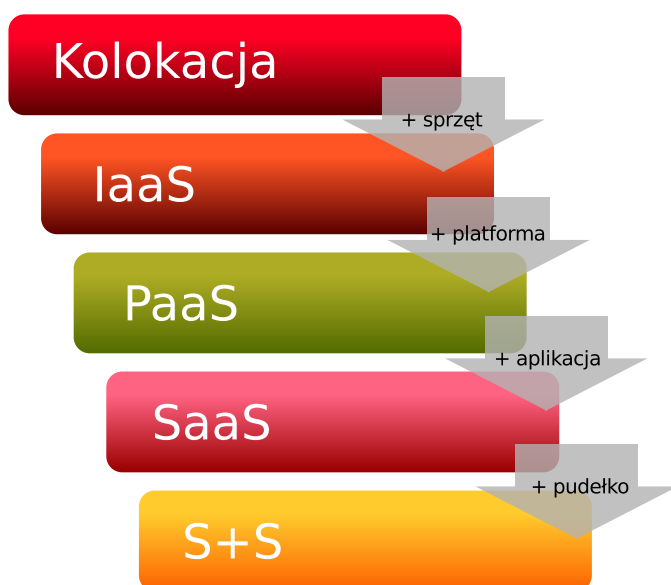 Kolokacja
+ sprzęt
IaaS
+ platforma
PaaS
+ aplikacja
SaaS
+ pudełko
S+S